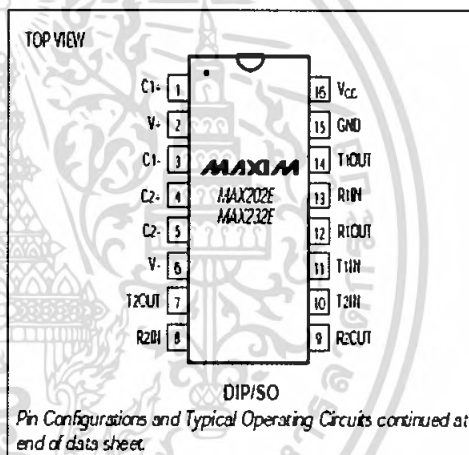 TOP VIEW
C1+ 1
V+ 2
C1- 3
C2+ 4
C2- 5
V- 6
T2OUT 7
R2IN 8
16 VCC
15 GND
14 T1OUT
13 R1IN
12 R1OUT
11 T1IN
10 T2IN
9 R2OUT
MAXIM
MAX202E
MAX232E
DIP/SO
Pin Configurations and Typical Operating Circuits continued at
end of data sheet.